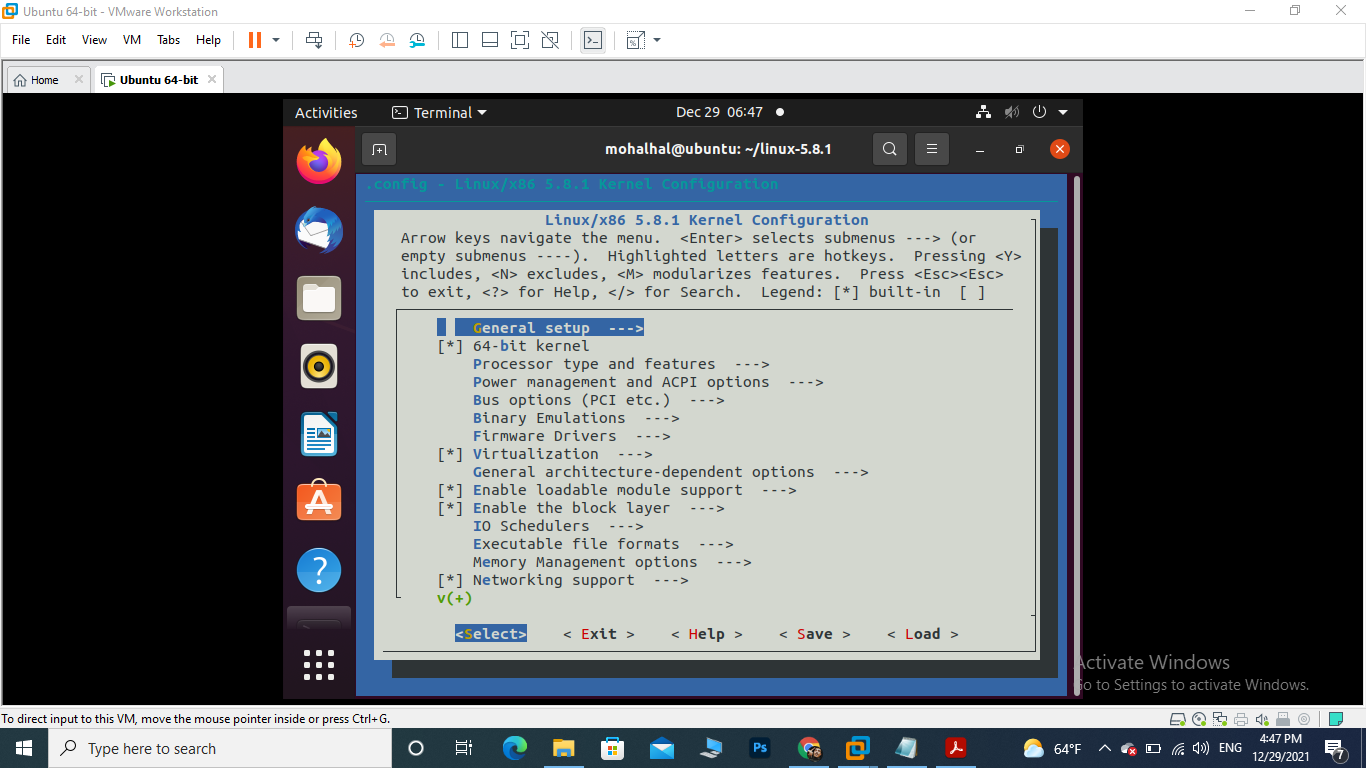 Ubuntu 64-bit - VMware Workstation
File Edit View VM Tabs Help
Home Ubuntu 64-bit
Activities Terminal Dec 29 06:47
mohalhal@ubuntu: ~/linux-5.8.1
.config - Linux/x86 5.8.1 Kernel Configuration
Linux/x86 5.8.1 Kernel Configuration
Arrow keys navigate the menu. <Enter> selects submenus ---> (or
empty submenus ----). Highlighted letters are hotkeys. Pressing <Y>
includes, <N> excludes, <M> modularizes features. Press <Esc><Esc>
to exit, <?> for Help, </> for Search. Legend: [*] built-in [ ]
General setup --->
[*] 64-bit kernel
Processor type and features --->
Power management and ACPI options --->
Bus options (PCI etc.) --->
Binary Emulations --->
Firmware Drivers --->
[*] Virtualization --->
General architecture-dependent options --->
[*] Enable loadable module support --->
[*] Enable the block layer --->
IO Schedulers --->
Executable file formats --->
Memory Management options --->
[*] Networking support --->
v(+)
<Select> < Exit > < Help > < Save > < Load >
Activate Windows
Go to Settings to activate Windows.
To direct input to this VM, move the mouse pointer inside or press Ctrl+G.
Type here to search
Ps
64°F
ENG
4:47 PM
12/29/2021
7